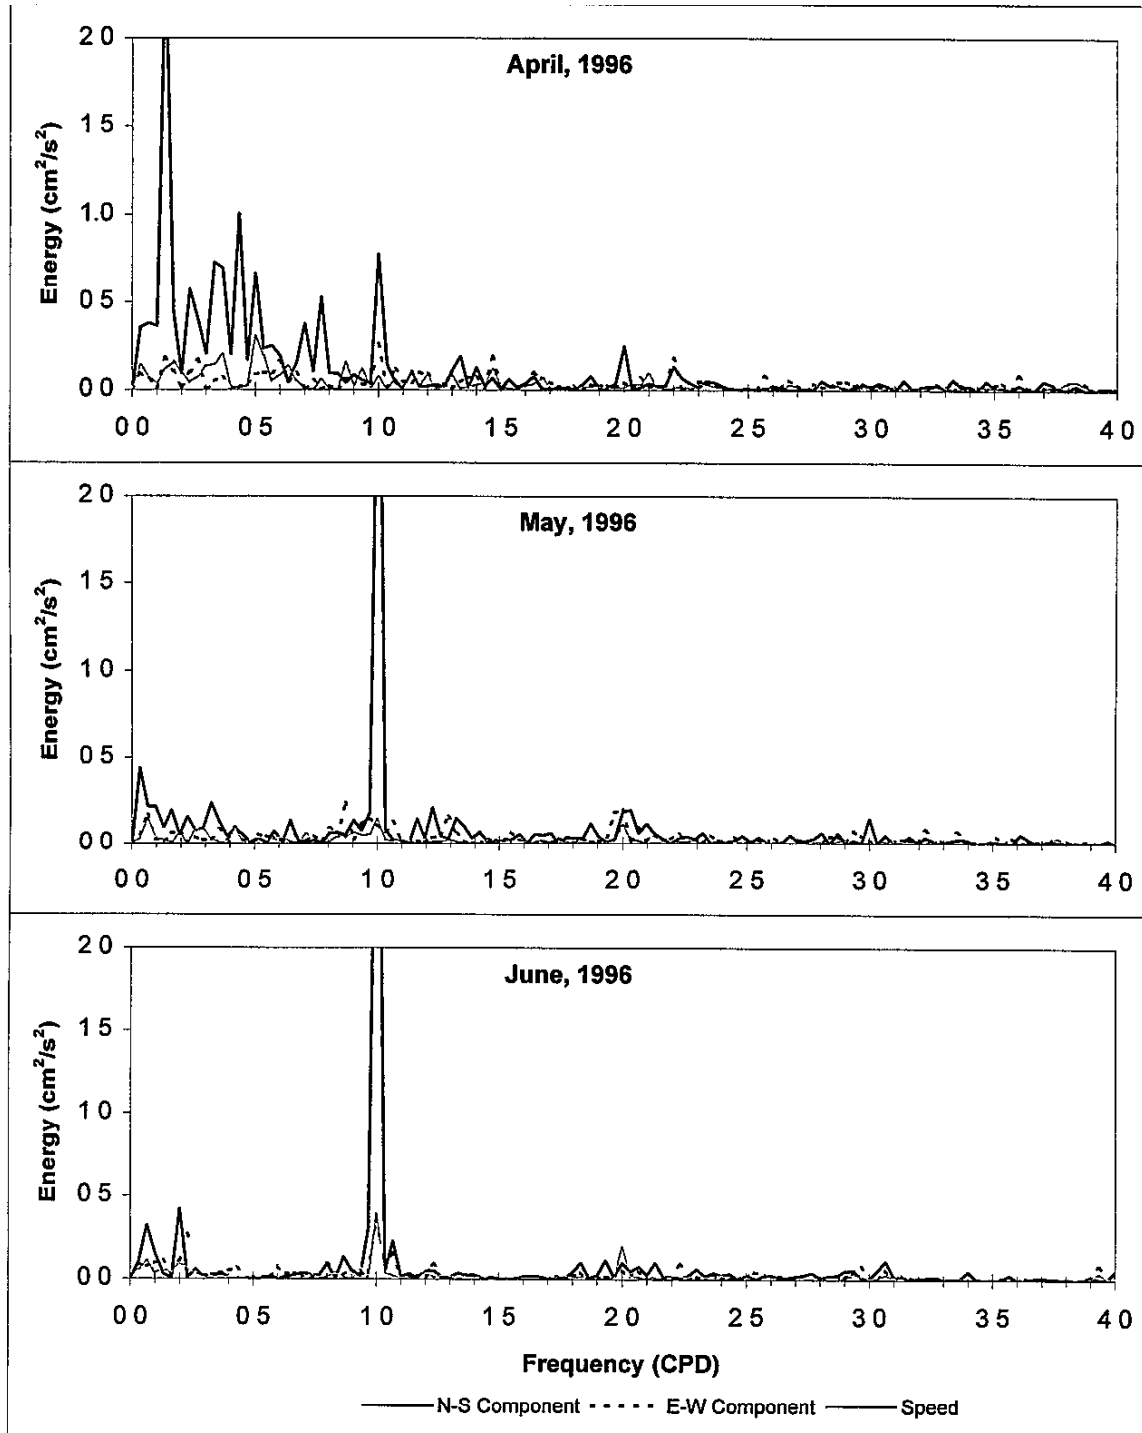 April, 1996
Energy (cm²/s²)
2 0
1 5
1.0
0 5
0 0
0 0 0 5 1 0 1 5 2 0 2 5 3 0 3 5 4 0
May, 1996
Energy (cm²/s²)
2 0
1 5
1 0
0 5
0 0
0 0 0 5 1 0 1 5 2 0 2 5 3 0 3 5 4 0
June, 1996
Energy (cm²/s²)
2 0
1 5
1 0
0 5
0 0
0 0 0 5 1 0 1 5 2 0 2 5 3 0 3 5 4 0
Frequency (CPD)
N-S Component E-W Component Speed